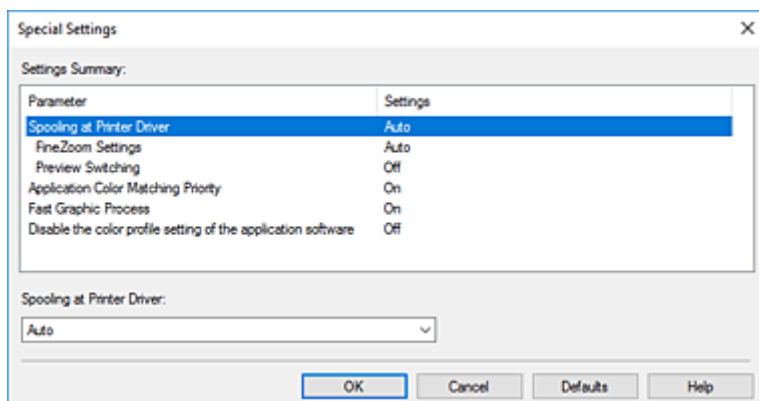 Special Settings
Settings Summary:
Parameter Settings
Spooling at Printer Driver Auto
FineZoom Settings Auto
Preview Switching Off
Application Color Matching Priority On
Fast Graphic Process On
Disable the color profile setting of the application software Off
Spooling at Printer Driver:
Auto
OK Cancel Defaults Help